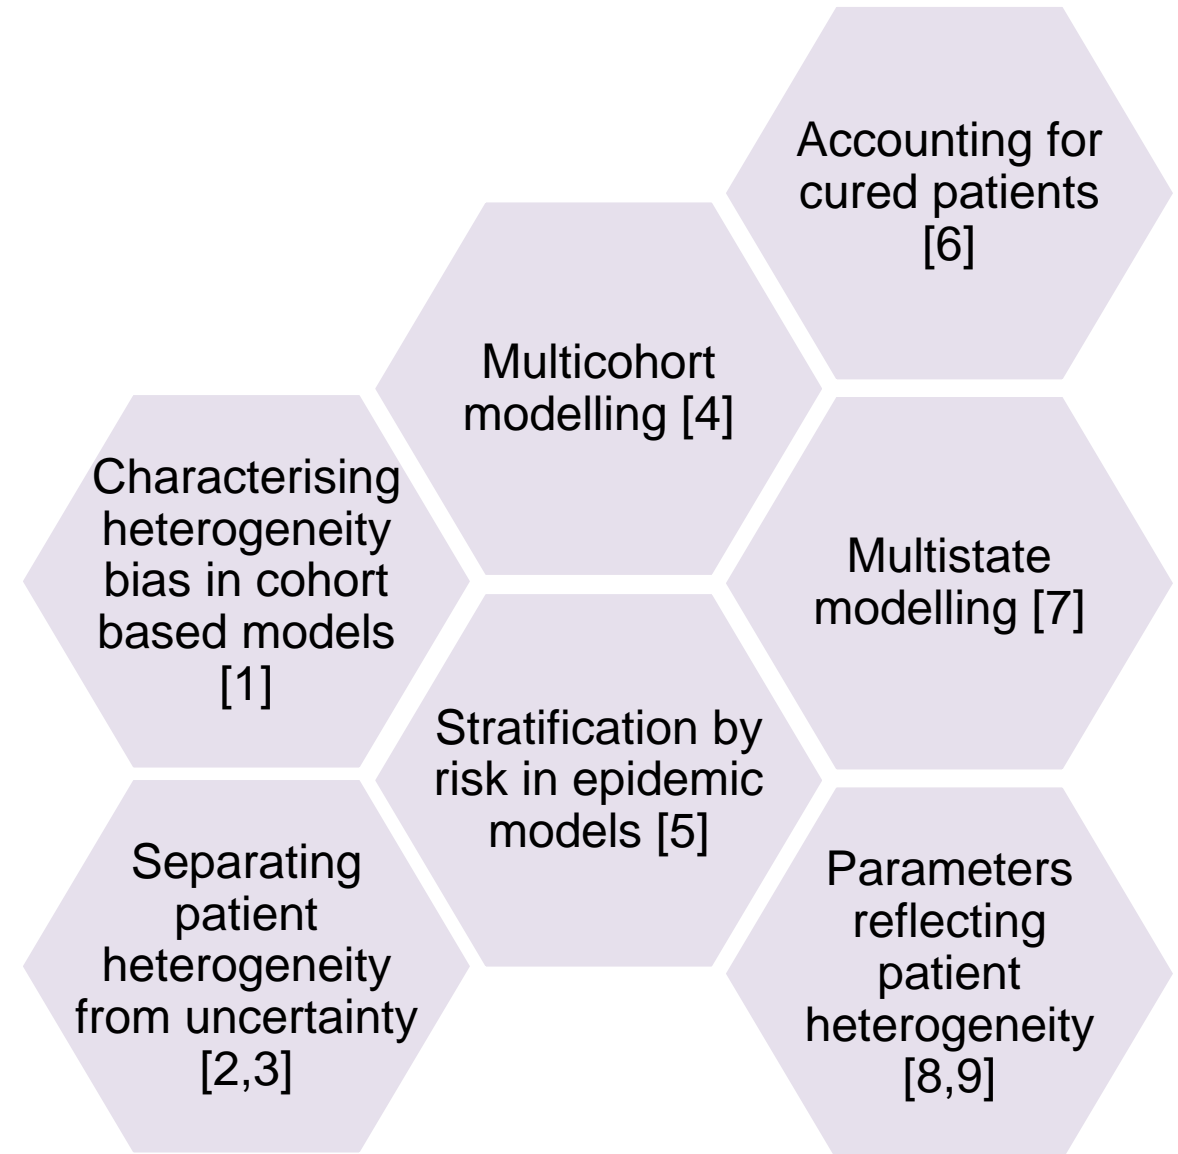 Accounting for
cured patients
[6]
Multicohort
modelling [4]
Characterising
heterogeneity
bias in cohort
based models
[1]
Multistate
modelling [7]
Stratification by
risk in epidemic
models [5]
Separating
patient
heterogeneity
from uncertainty
[2,3]
Parameters
reflecting
patient
heterogeneity
[8,9]